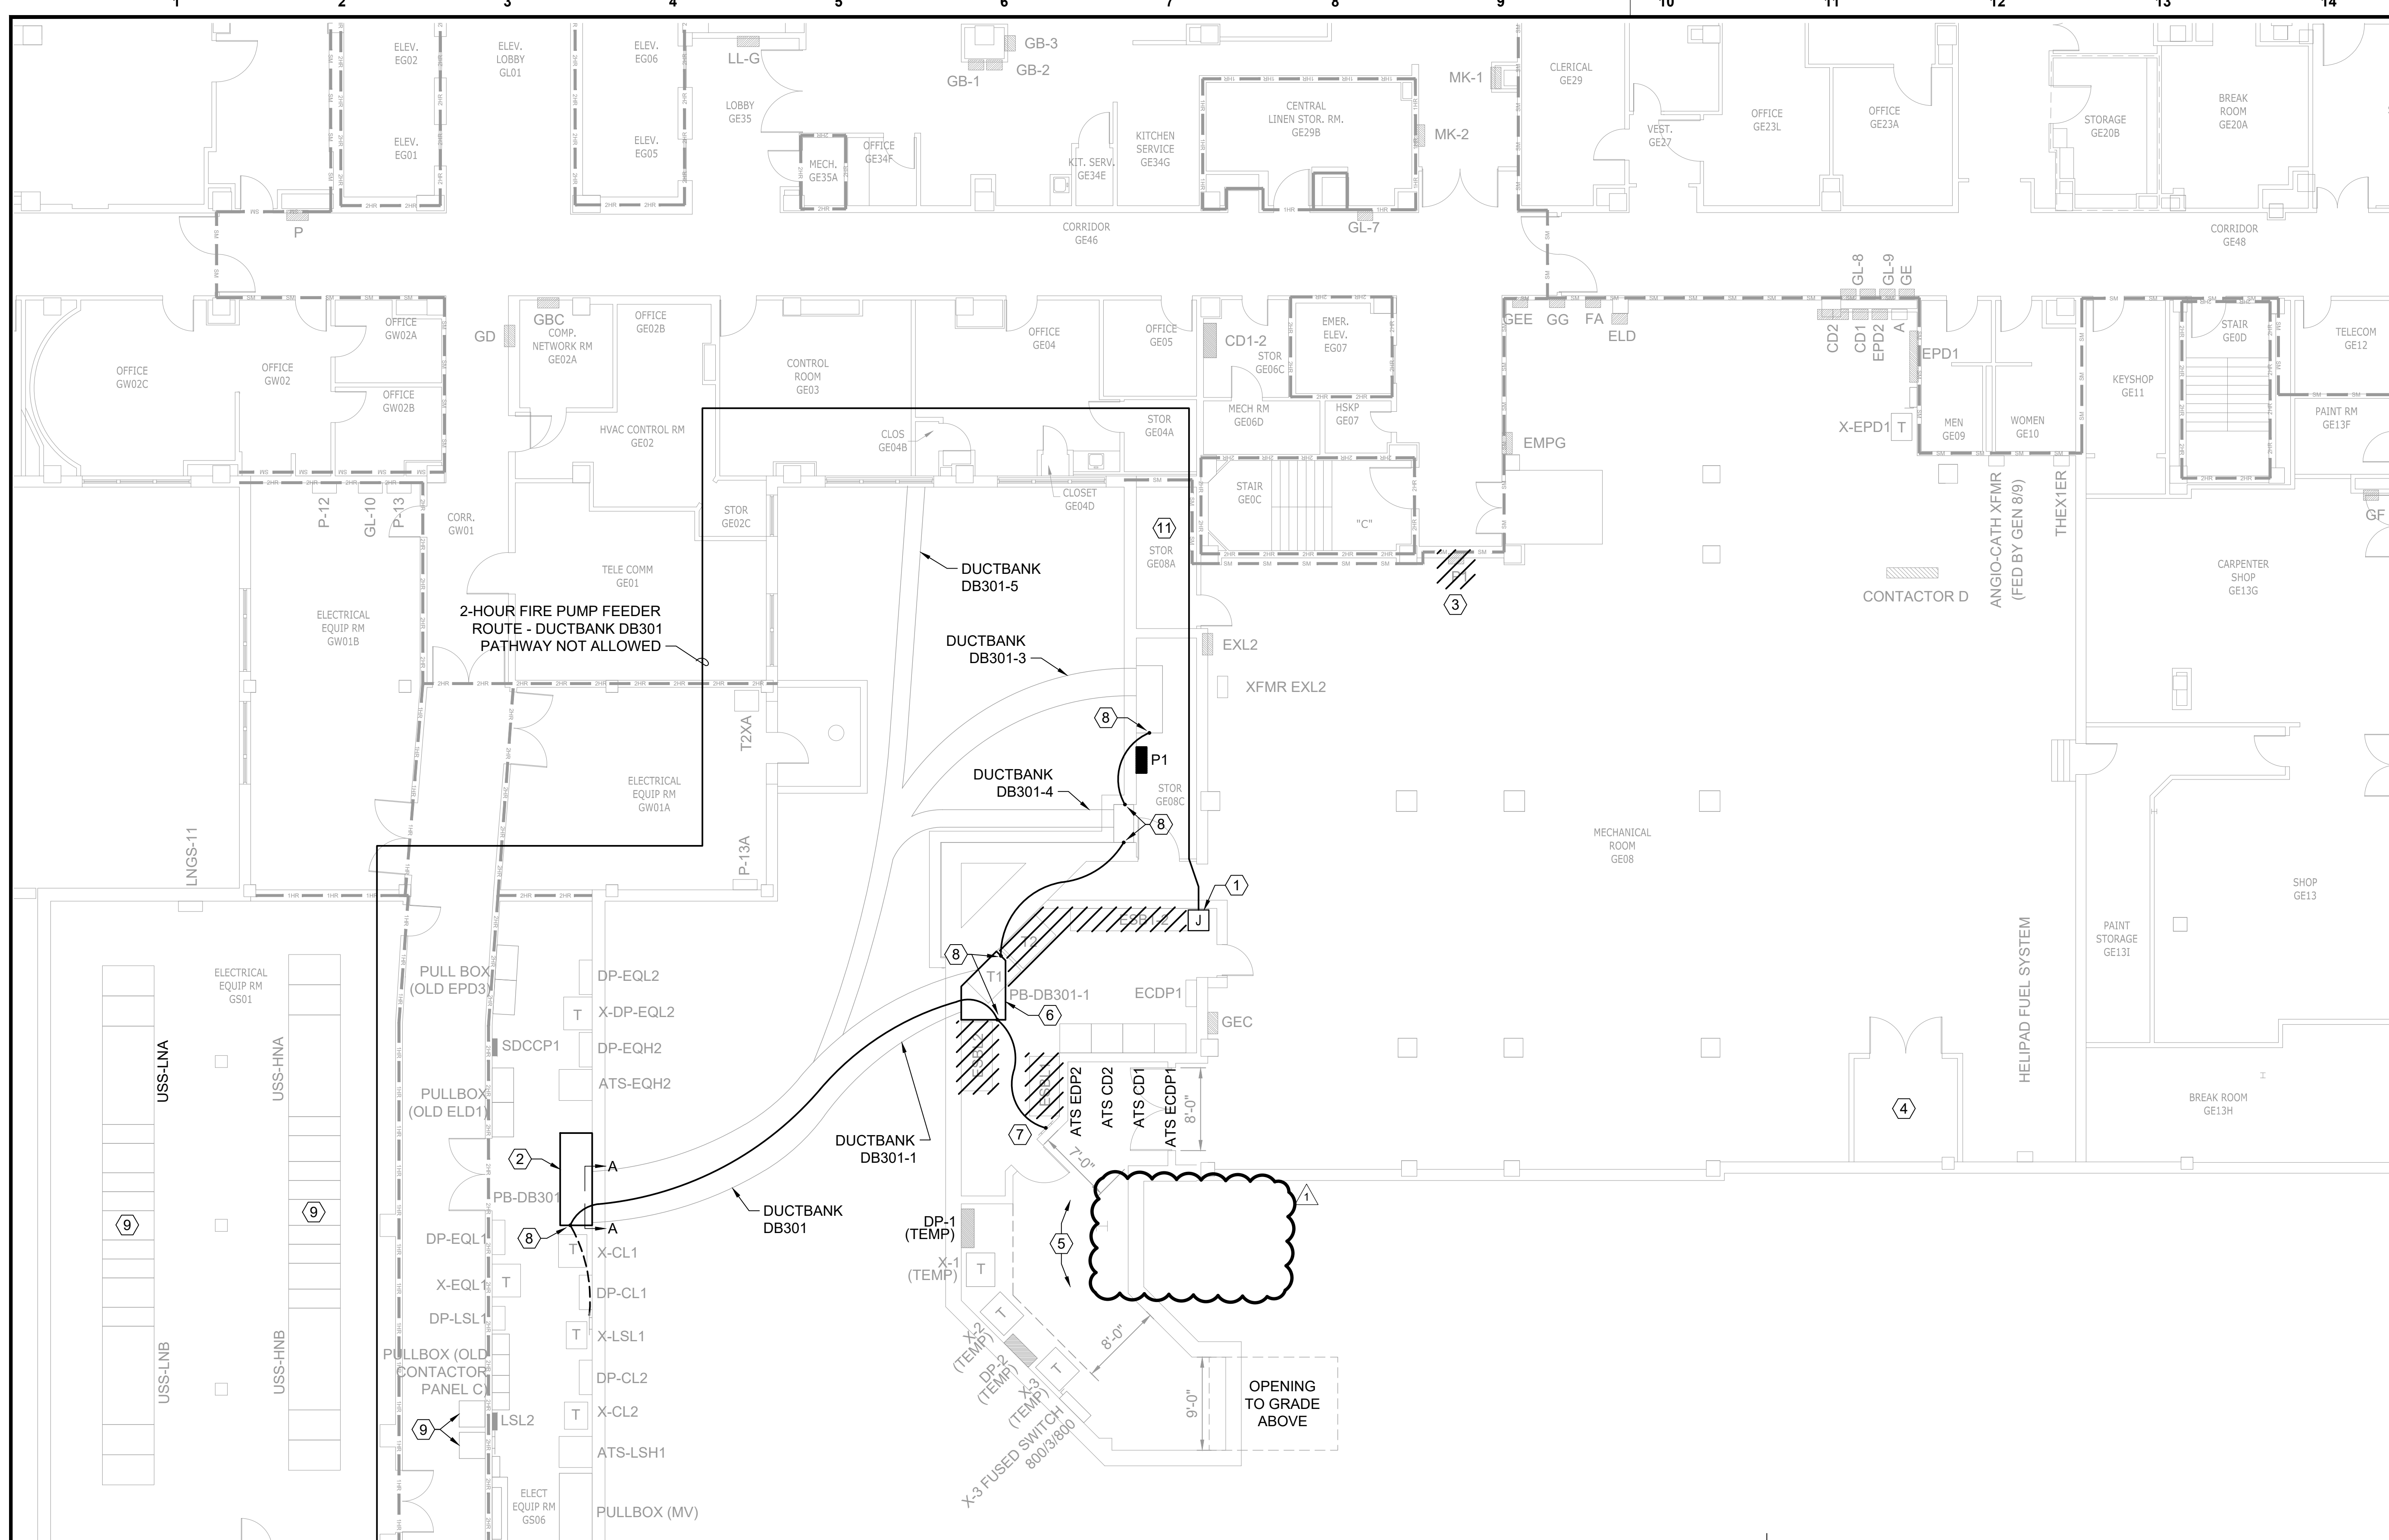 1
2
3
4
5
6
7
8
9
10
11
12
13
14
ELEV.
EG02
ELEV.
LOBBY
GL01
ELEV.
EG06
LL-G
GB-3
GB-2
GB-1
LOBBY
GE35
ELEV.
EG01
ELEV.
EG05
MECH.
GE35A
OFFICE
GE34F
KIT. SERV.
GE34E
KITCHEN
SERVICE
GE34G
CENTRAL
LINEN STOR. RM.
GE29B
MK-1
MK-2
CLERICAL
GE29
VEST.
GE27
OFFICE
GE23L
OFFICE
GE23A
STORAGE
GE20B
BREAK
ROOM
GE20A
P
CORRIDOR
GE46
GL-7
CORRIDOR
GE48
OFFICE
GW02C
OFFICE
GW02
OFFICE
GW02A
OFFICE
GW02B
GD
GBC
COMP.
NETWORK RM
GE02A
OFFICE
GE02B
HVAC CONTROL RM
GE02
CONTROL
ROOM
GE03
CLOS
GE04B
OFFICE
GE04
OFFICE
GE05
STOR
GE04A
CLOSET
GE04D
CD1-2
STOR
GE06C
EMER.
ELEV.
EG07
MECH RM
GE06D
HSKP
GE07
STAIR
GE0C
"C"
GEE
GG
FA
ELD
EMPG
GL-8
GL-9
GE
CD2
CD1
EPD2
A
EPD1
X-EPD1
T
MEN
GE09
WOMEN
GE10
KEYSHOP
GE11
STAIR
GE0D
TELECOM
GE12
PAINT RM
GE13F
P-12
GL-10
P-13
CORR.
GW01
STOR
GE02C
TELE COMM
GE01
ELECTRICAL
EQUIP RM
GW01B
2-HOUR FIRE PUMP FEEDER
ROUTE - DUCTBANK DB301
PATHWAY NOT ALLOWED
DUCTBANK
DB301-5
11
STOR
GE08A
P1
3
CONTACTOR D
ANGIO-CATH XFMR
(FED BY GEN 8/9)
THEX1ER
GF
CARPENTER
SHOP
GE13G
DUCTBANK
DB301-3
EXL2
XFMR EXL2
8
P1
T2XA
ELECTRICAL
EQUIP RM
GW01A
DUCTBANK
DB301-4
STOR
GE08C
8
MECHANICAL
ROOM
GE08
LNGS-11
P-13A
1
SHOP
GE13
J
ESB1-2
T2
8
T1
PB-DB301-1
6
ECDP1
GEC
PAINT
STORAGE
GE13I
HELIPAD FUEL SYSTEM
ELECTRICAL
EQUIP RM
GS01
PULL BOX
(OLD EPD3)
DP-EQL2
T
X-DP-EQL2
SDCCP1
DP-EQH2
ATS-EQH2
PULLBOX
(OLD ELD1)
USS-LNA
USS-HNA
ESBL2
ESBL1
ATS EDP2
ATS CD2
ATS CD1
ATS ECDP1
8'-0"
7
7'-0"
4
BREAK ROOM
GE13H
DUCTBANK
DB301-1
2
A
PB-DB301
A
DUCTBANK
DB301
9
9
8
DP-EQL1
T
X-CL1
X-EQL1
T
DP-CL1
DP-LSL1
T
X-LSL1
DP-1
(TEMP)
X-1
(TEMP)
T
5
1
T
X-2
(TEMP)
DP-2
(TEMP)
T
X-3
(TEMP)
8'-0"
X-3 FUSED SWITCH
800/3/800
9'-0"
OPENING
TO GRADE
ABOVE
PULLBOX (OLD
CONTACTOR
PANEL C)
DP-CL2
T
X-CL2
USS-LNB
USS-HNB
9
LSL2
ATS-LSH1
ELECT
EQUIP RM
GS06
PULLBOX (MV)